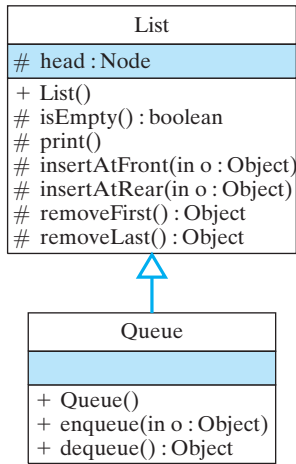 List
# head : Node
+ List()
# isEmpty() : boolean
# print()
# insertAtFront(in o : Object)
# insertAtRear(in o : Object)
# removeFirst() : Object
# removeLast() : Object
Queue
+ Queue()
+ enqueue(in o : Object)
+ dequeue() : Object